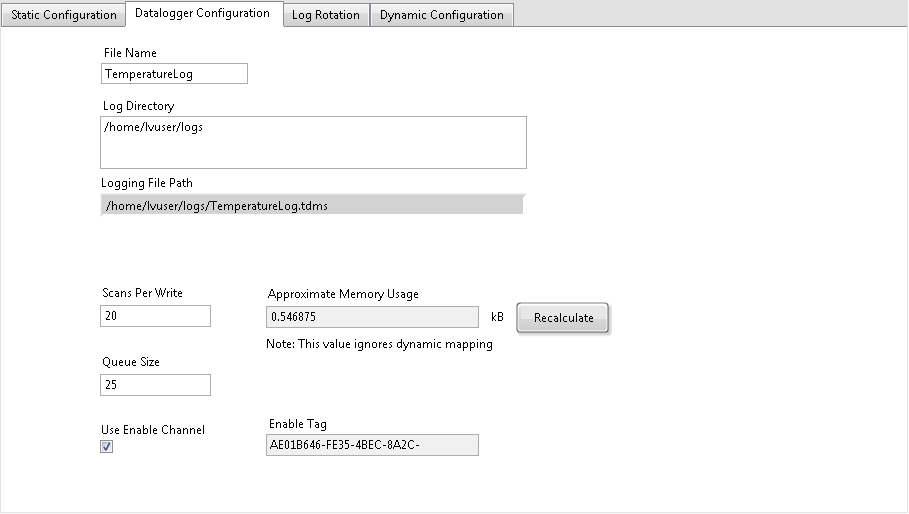 Static Configuration Datalogger Configuration Log Rotation Dynamic Configuration
File Name
TemperatureLog
Log Directory
/home/lvuser/logs
Logging File Path
/home/lvuser/logs/TemperatureLog.tdms
Scans Per Write Approximate Memory Usage
20 0.546875 kB Recalculate
Note: This value ignores dynamic mapping
Queue Size
25
Use Enable Channel Enable Tag
AE01B646-FE35-4BEC-8A2C-